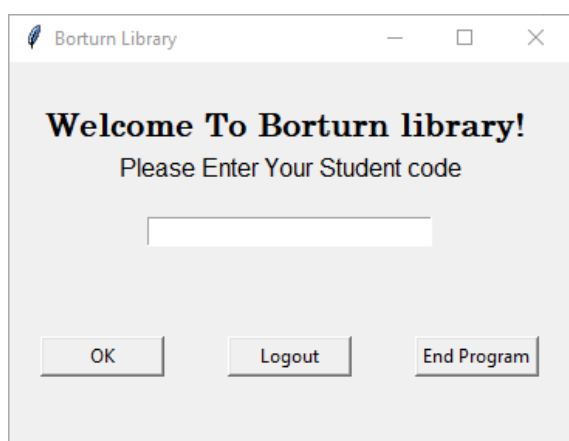 Borturn Library
Welcome To Borturn library!
Please Enter Your Student code
OK Logout End Program